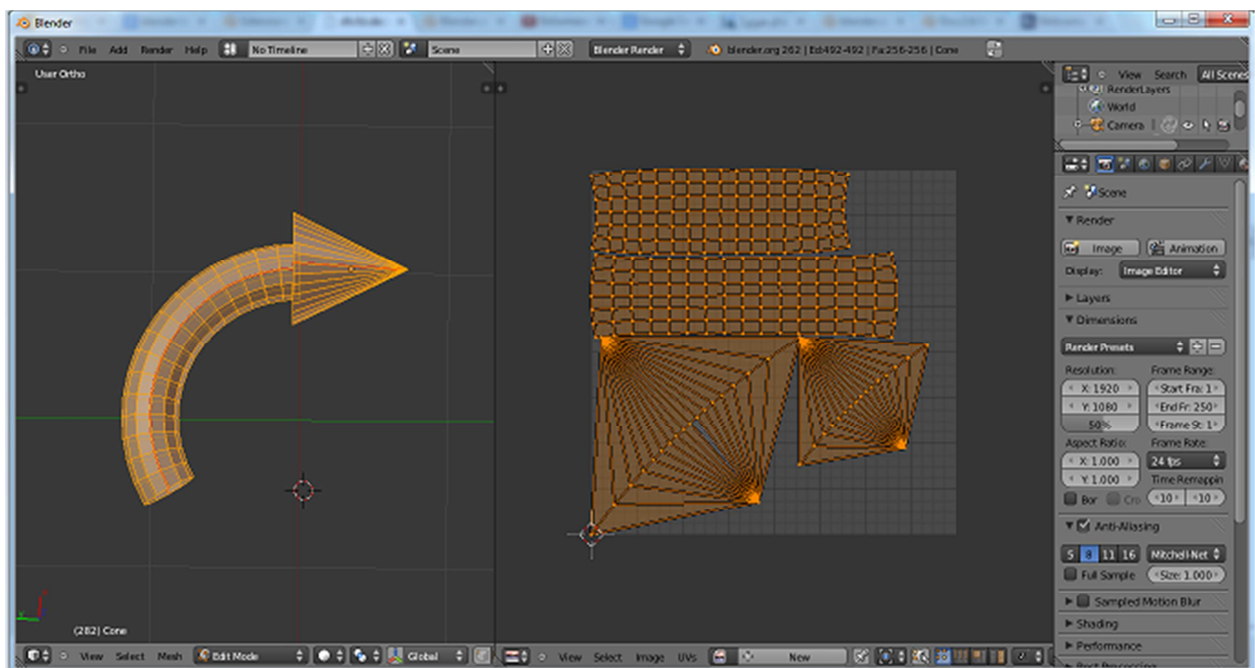 Blender
File Add Render Help No Timeline Scene Blender Render blender.org 262 | Ed:492-492 | Fa:256-256 | Cone
User Ortho
View Search All Scenes
RenderLayers
World
Camera
Scene
Render
Image Animation
Display: Image Editor
Layers
Dimensions
Render Presets
Resolution: Frame Range:
X: 1920 Start Fra: 1
Y: 1080 End Fr: 250
50% Frame St: 1
Aspect Ratio: Frame Rate:
X: 1.000 24 fps
Y: 1.000 Time Remappin
Bor Cro 10 10
Anti-Aliasing
5 8 11 16 Mitchell-Net
Full Sample Size: 1.000
Sampled Motion Blur
Shading
Performance
Post Processing
(282) Cone
View Select Mesh Edit Mode Global View Select Image UVs New